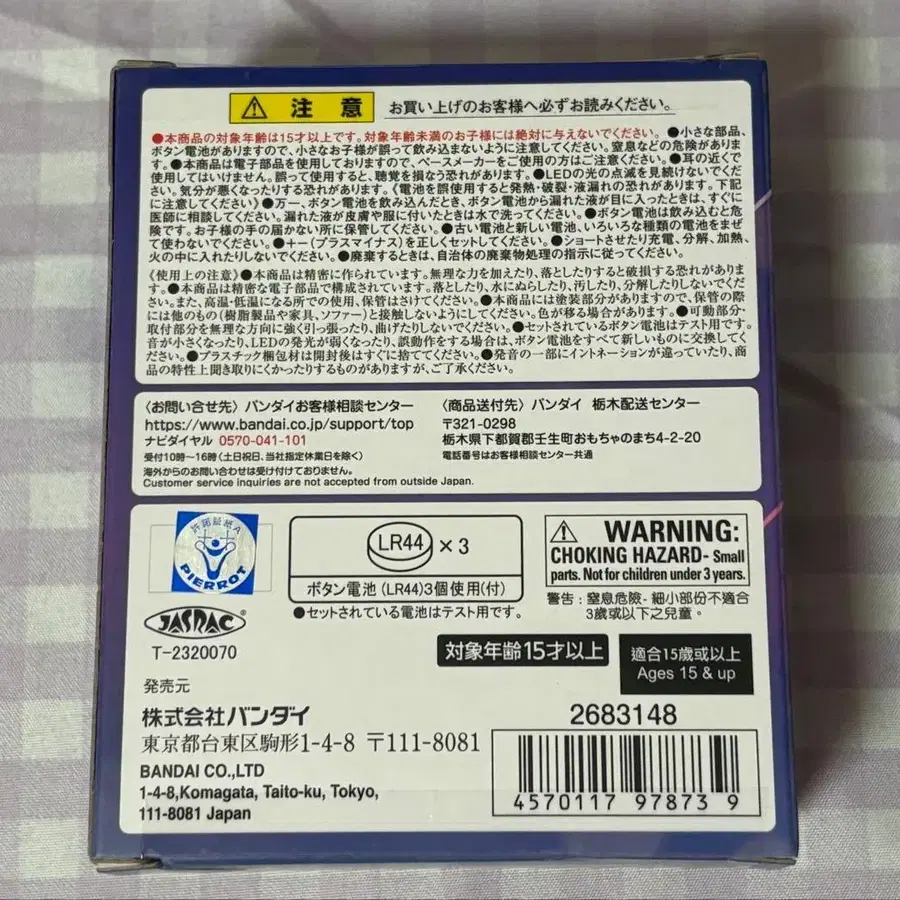 注意 お買い上げのお客様へ必ずお読みください。
●本商品の対象年齢は15才以上です。対象年齢未満のお子様には絶対に与えないでください。●小さな部品、
ボタン電池がありますので、小さなお子様が誤って飲み込まないように注意してください。窒息などの危険がありま
す。●本商品は電子部品を使用しておりますので、ペースメーカーをご使用の方はご注意ください。●耳の近くで
使用してはいけません。誤って使用すると、聴覚を損なう恐れがあります。●LEDの光の点滅を見続けないでくださ
い。気分が悪くなったりする恐れがあります。《電池を誤使用すると発熱・破裂・液漏れの恐れがあります。下記
に注意してください》●万一、ボタン電池を飲み込んだとき、ボタン電池から漏れた液が目に入ったときは、すぐに
医師に相談してください。漏れた液が皮膚や服に付いたときは水で洗ってください。●ボタン電池は飲み込むと危
険です。お子様の手の届かない所に保管してください。●古い電池と新しい電池、いろいろな種類の電池をまぜ
て使わないでください。●+−(プラスマイナス)を正しくセットしてください。●ショートさせたり充電、分解、加熱、
火の中に入れたりしないでください。●廃棄するときは、自治体の廃棄物処理の指示に従ってください。
《使用上の注意》●本商品は精密に作られています。無理な力を加えたり、落としたりすると破損する恐れがありま
す。●本商品は精密な電子部品で構成されています。落としたり、水にぬらしたり、汚したり、分解したりしないでく
ださい。また、高温・低温になる所での使用、保管はさけてください。●本商品には塗装部分がありますので、保管の際
には他のもの(樹脂製品や家具、ソファー)と接触しないようにしてください。色が移る場合があります。●可動部分・
取付部分を無理な方向に強く引っ張ったり、曲げたりしないでください。●セットされているボタン電池はテスト用です。
音が小さくなったり、LEDの発光が弱くなったり、誤動作をする場合は、ボタン電池をすべて新しいものに交換してく
ださい。●プラスチック梱包材は開封後はすぐに捨ててください。●発音の一部にイントネーションが違っていたり、商
品の特性上聞き取りにくかったりするものがありますが、ご了承ください。
〈お問い合せ先〉バンダイお客様相談センター
https://www.bandai.co.jp/support/top
ナビダイヤル 0570-041-101
受付10時〜16時(土日祝日、当社指定休業日を除く)
海外からのお問い合わせは受け付けておりません。
Customer service inquiries are not accepted from outside Japan.
〈商品送付先〉バンダイ 栃木配送センター
〒321-0298
栃木県下都賀郡壬生町おもちゃのまち4-2-20
電話番号はお客様相談センター共通
許諾証紙A
PIERROT
JASRAC
T-2320070
LR44 ×3
ボタン電池(LR44)3個使用(付)
●セットされている電池はテスト用です。
WARNING:
CHOKING HAZARD- Small
parts. Not for children under 3 years.
警告:窒息危険-細小部份不適合
3歲或以下之兒童。
対象年齢15才以上
適合15歲或以上
Ages 15 & up
発売元
株式会社バンダイ
東京都台東区駒形1-4-8 〒111-8081
BANDAI CO.,LTD
1-4-8,Komagata, Taito-ku, Tokyo,
111-8081 Japan
2683148
4570117 97873 9